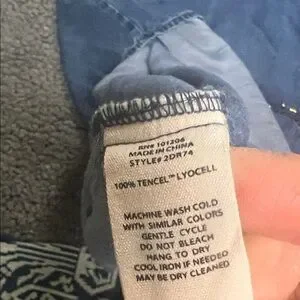 RN# 101206
MADE IN CHINA
STYLE# 2DR74
100% TENCEL™ LYOCELL
MACHINE WASH COLD
WITH SIMILAR COLORS
GENTLE CYCLE
DO NOT BLEACH
HANG TO DRY
COOL IRON IF NEEDED
MAY BE DRY CLEANED